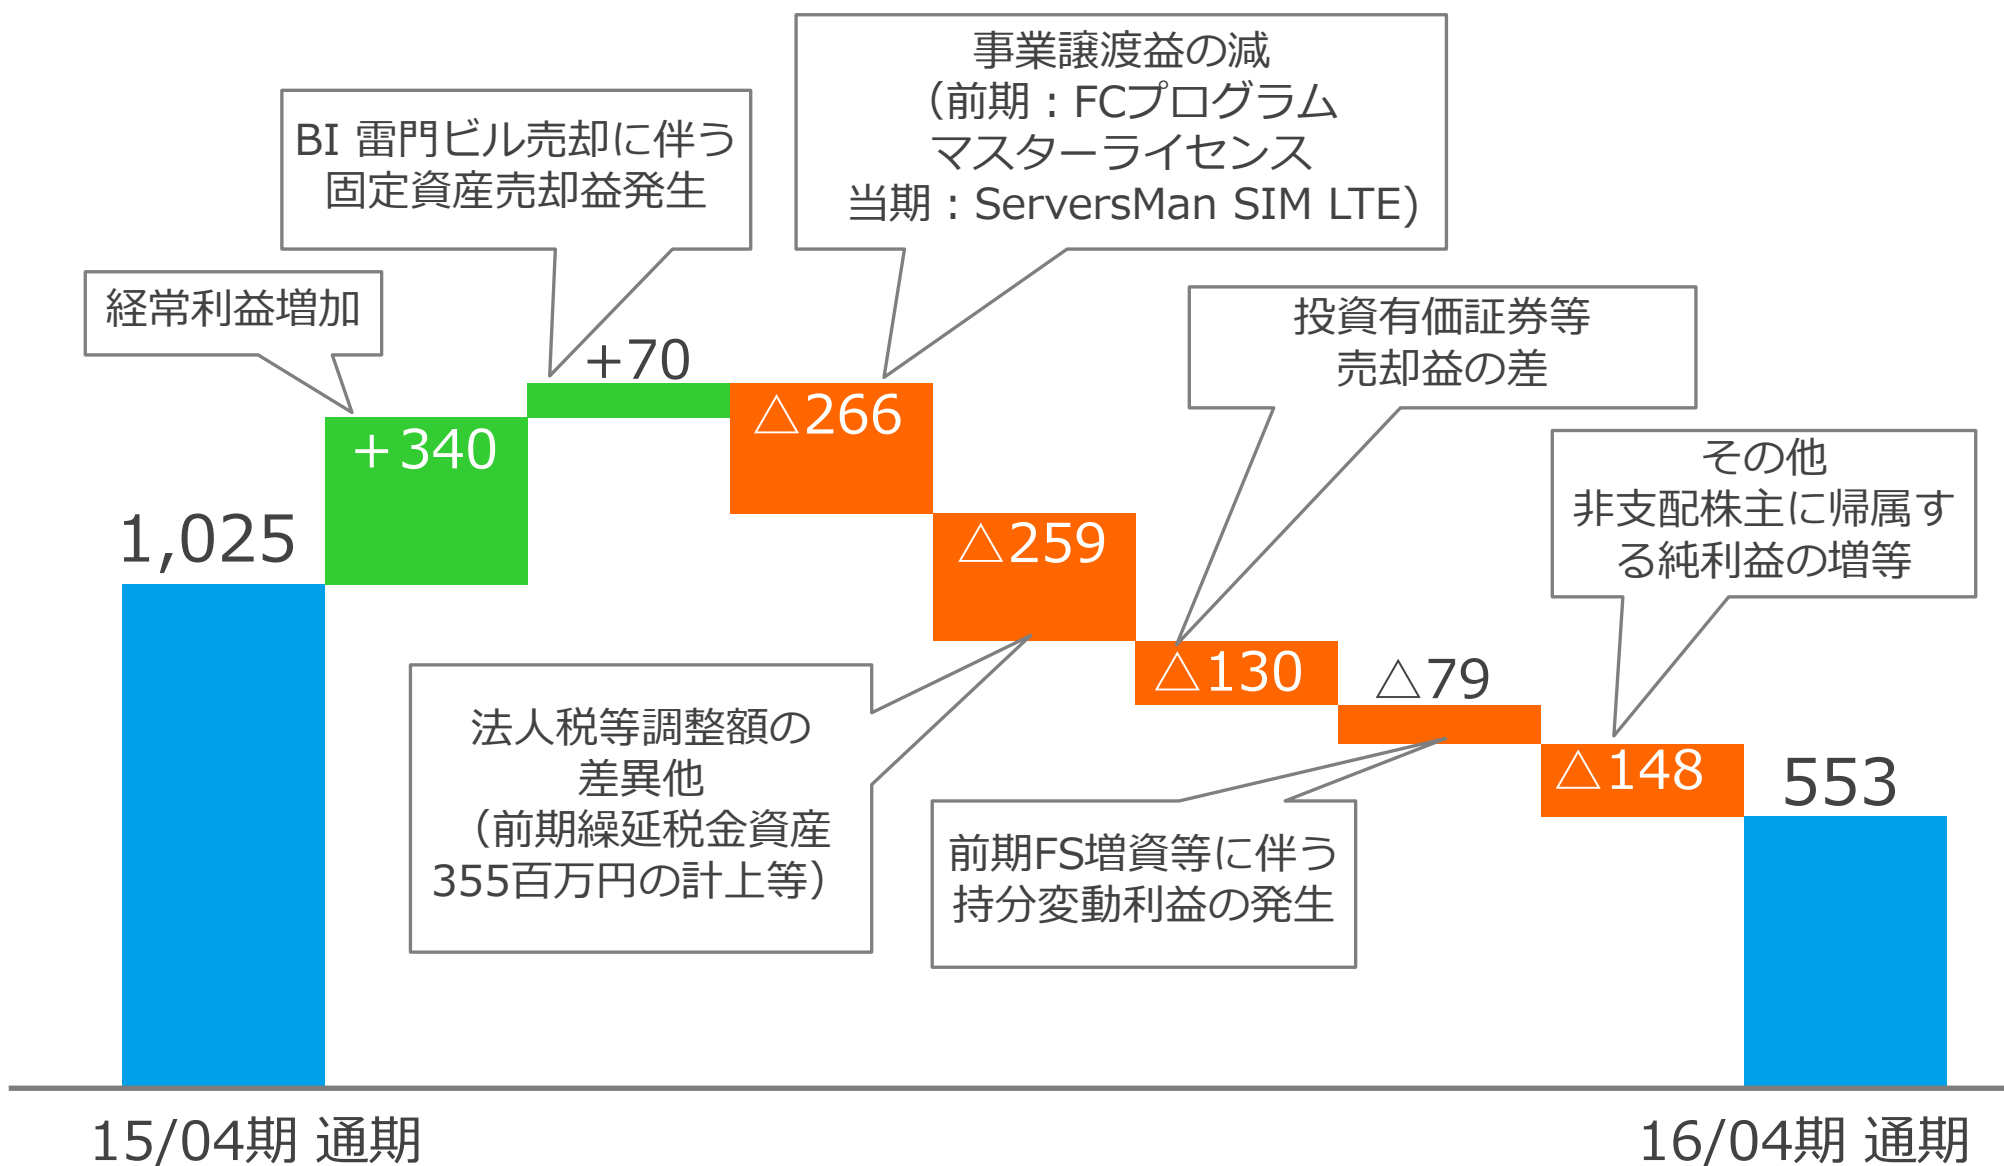 事業譲渡益の減
（前期：FCプログラム
マスターライセンス
当期：ServersMan SIM LTE)
BI 雷門ビル売却に伴う
固定資産売却益発生
経常利益増加
投資有価証券等
売却益の差
+70
△266
+340
その他
非支配株主に帰属す
る純利益の増等
1,025
△259
△130
△79
法人税等調整額の
差異他
（前期繰延税金資産
355百万円の計上等）
△148
553
前期FS増資等に伴う
持分変動利益の発生
15/04期 通期
16/04期 通期